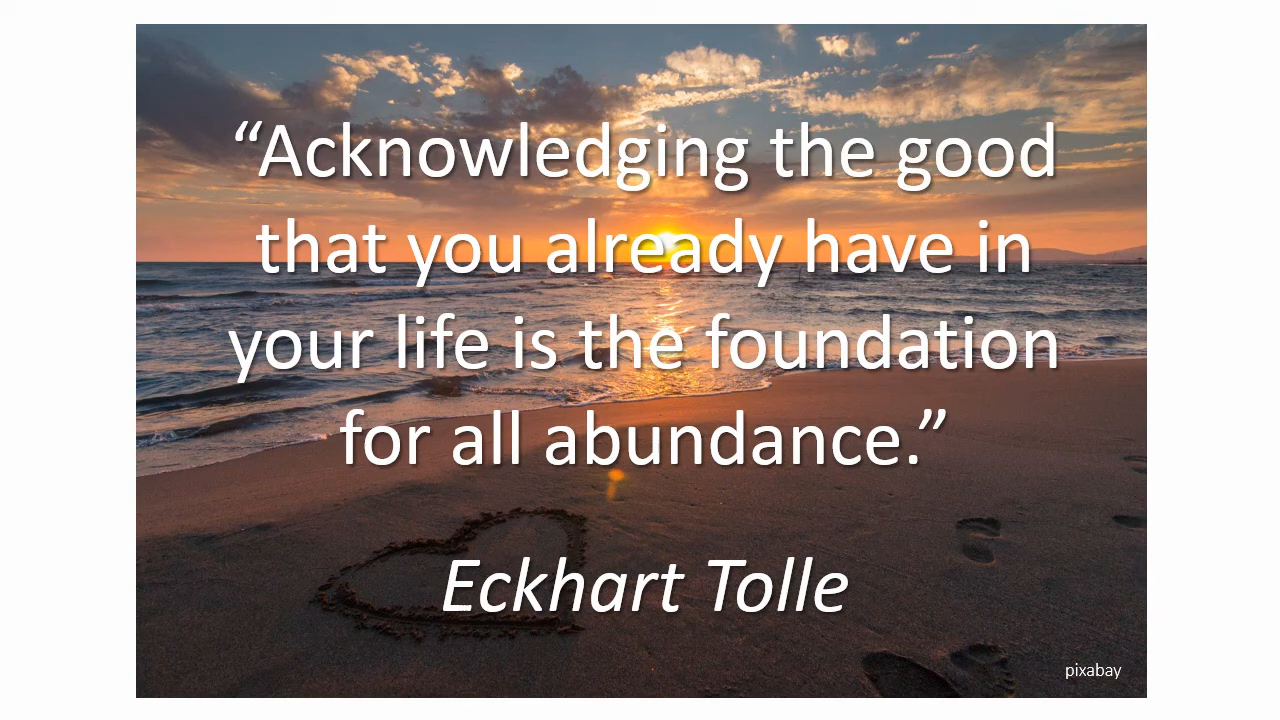 “Acknowledging the good
that you already have in
your life is the foundation
for all abundance.”
Eckhart Tolle
pixabay